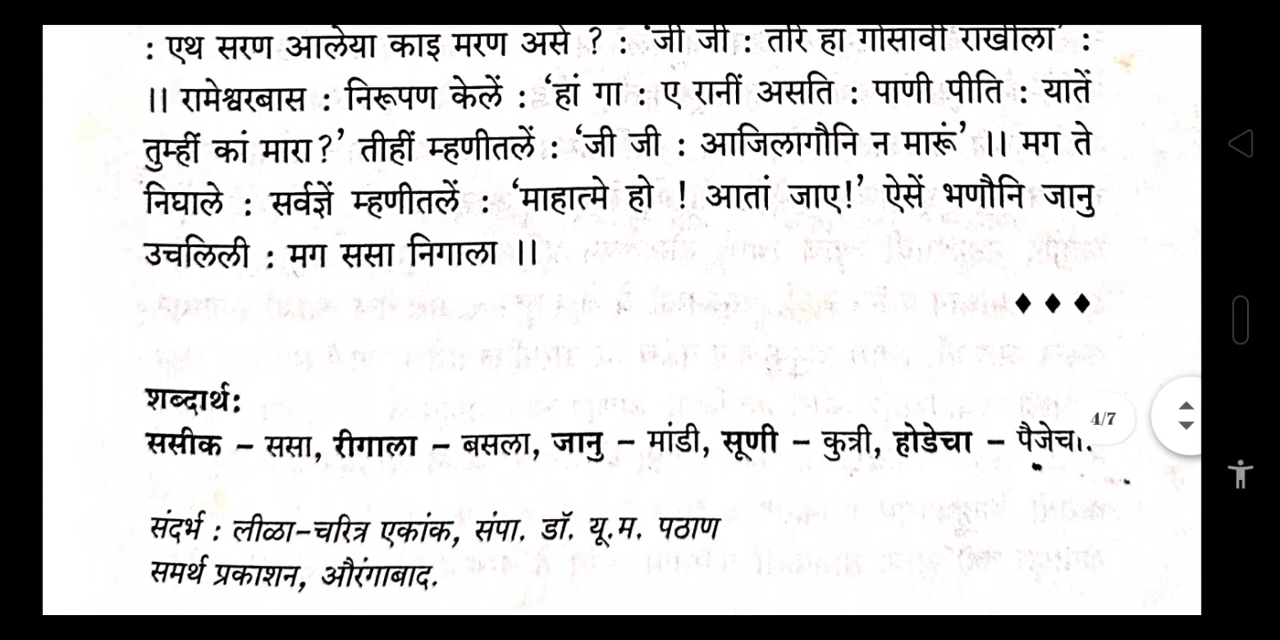 : एथ सरण आलेया काइ मरण असे ? : 'जी जी : तरि हा गोसावीं राखीला' :
।। रामेश्वरबास : निरूपण केलें : 'हां गा : ए रानीं असति : पाणी पीति : यातें
तुम्हीं कां मारा?' तीहीं म्हणीतलें : 'जी जी : आजिलागौनि न मारूं' ।। मग ते
निघाले : सर्वज्ञें म्हणीतलें : 'माहात्मे हो ! आतां जाए!' ऐसें भणौनि जानु
उचलिली : मग ससा निगाला ।।
♦ ♦ ♦
शब्दार्थ:
4/7
ससीक – ससा, रीगाला – बसला, जानु – मांडी, सूणी – कुत्री, होडेचा – पैजेचा.
संदर्भ : लीळा-चरित्र एकांक, संपा. डॉ. यू.म. पठाण
समर्थ प्रकाशन, औरंगाबाद.